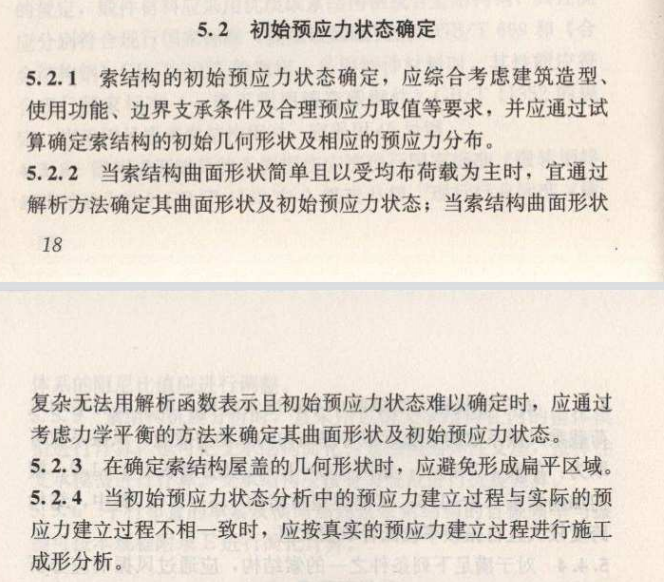 5.2 初始预应力状态确定
5.2.1 索结构的初始预应力状态确定，应综合考虑建筑造型、
使用功能、边界支承条件及合理预应力取值等要求，并应通过试
算确定索结构的初始几何形状及相应的预应力分布。
5.2.2 当索结构曲面形状简单且以受均布荷载为主时，宜通过
解析方法确定其曲面形状及初始预应力状态；当索结构曲面形状
18
复杂无法用解析函数表示且初始预应力状态难以确定时，应通过
考虑力学平衡的方法来确定其曲面形状及初始预应力状态。
5.2.3 在确定索结构屋盖的几何形状时，应避免形成扁平区域。
5.2.4 当初始预应力状态分析中的预应力建立过程与实际的预
应力建立过程不相一致时，应按真实的预应力建立过程进行施工
成形分析。